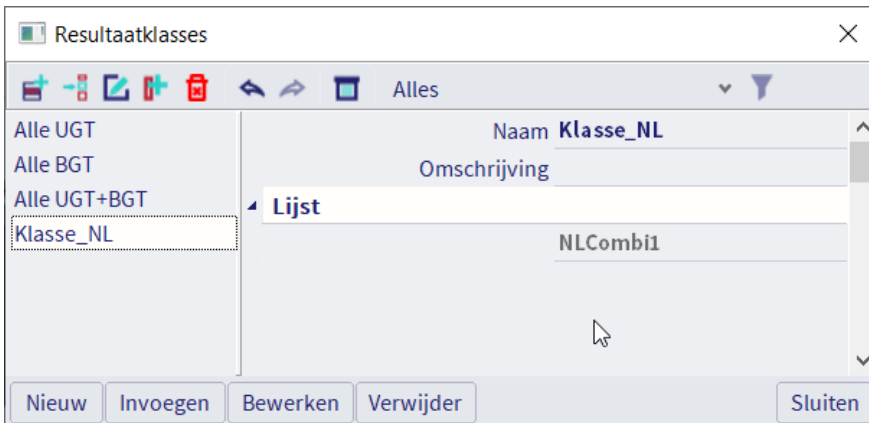 Resultaatklasses
Alles
Alle UGT
Alle BGT
Alle UGT+BGT
Klasse_NL
Naam Klasse_NL
Omschrijving
Lijst
NLCombi1
Nieuw Invoegen Bewerken Verwijder Sluiten